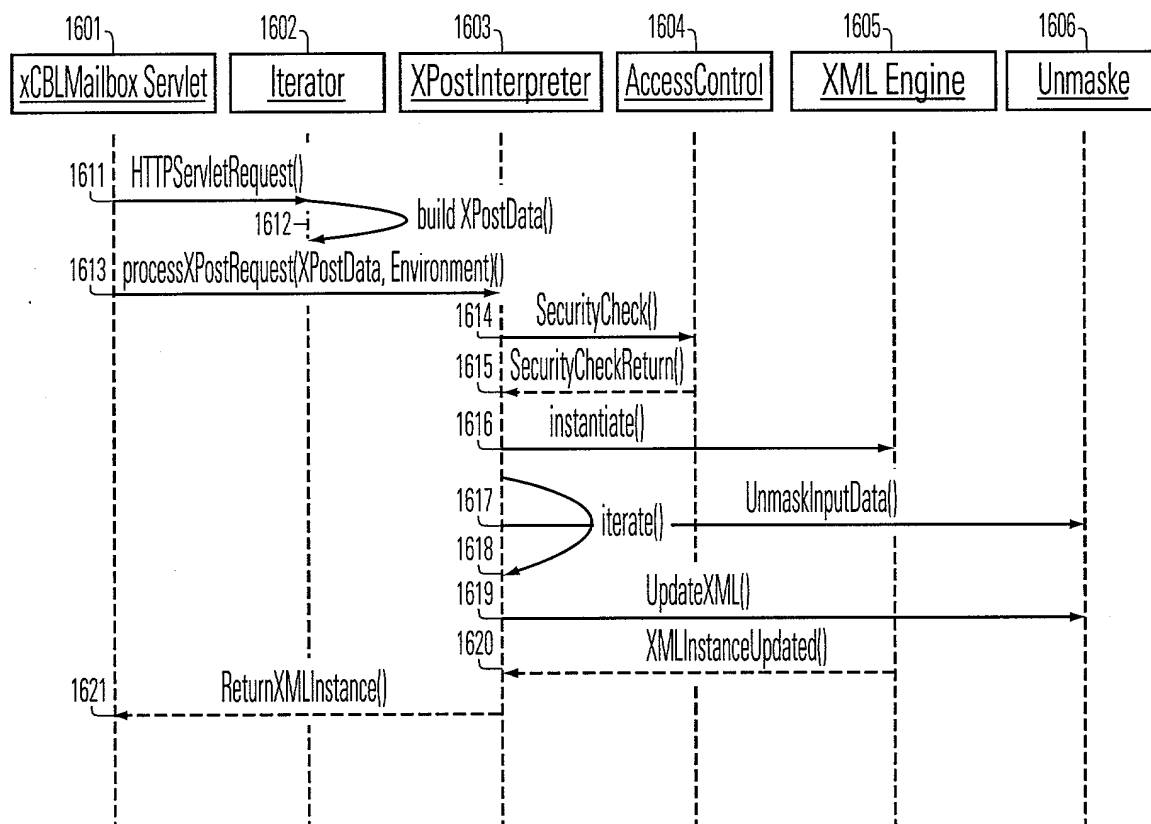 1601 1602 1603 1604 1605 1606
xCBLMailbox Servlet Iterator XPostInterpreter AccessControl XML Engine Unmaske
1611 HTTPServletRequest()
1612 build XPostData()
1613 processXPostRequest(XPostData, Environment)()
1614 SecurityCheck()
1615 SecurityCheckReturn()
1616 instantiate()
1617 iterate() UnmaskInputData()
1618
1619 UpdateXML()
1620 XMLInstanceUpdated()
1621 ReturnXMLInstance()